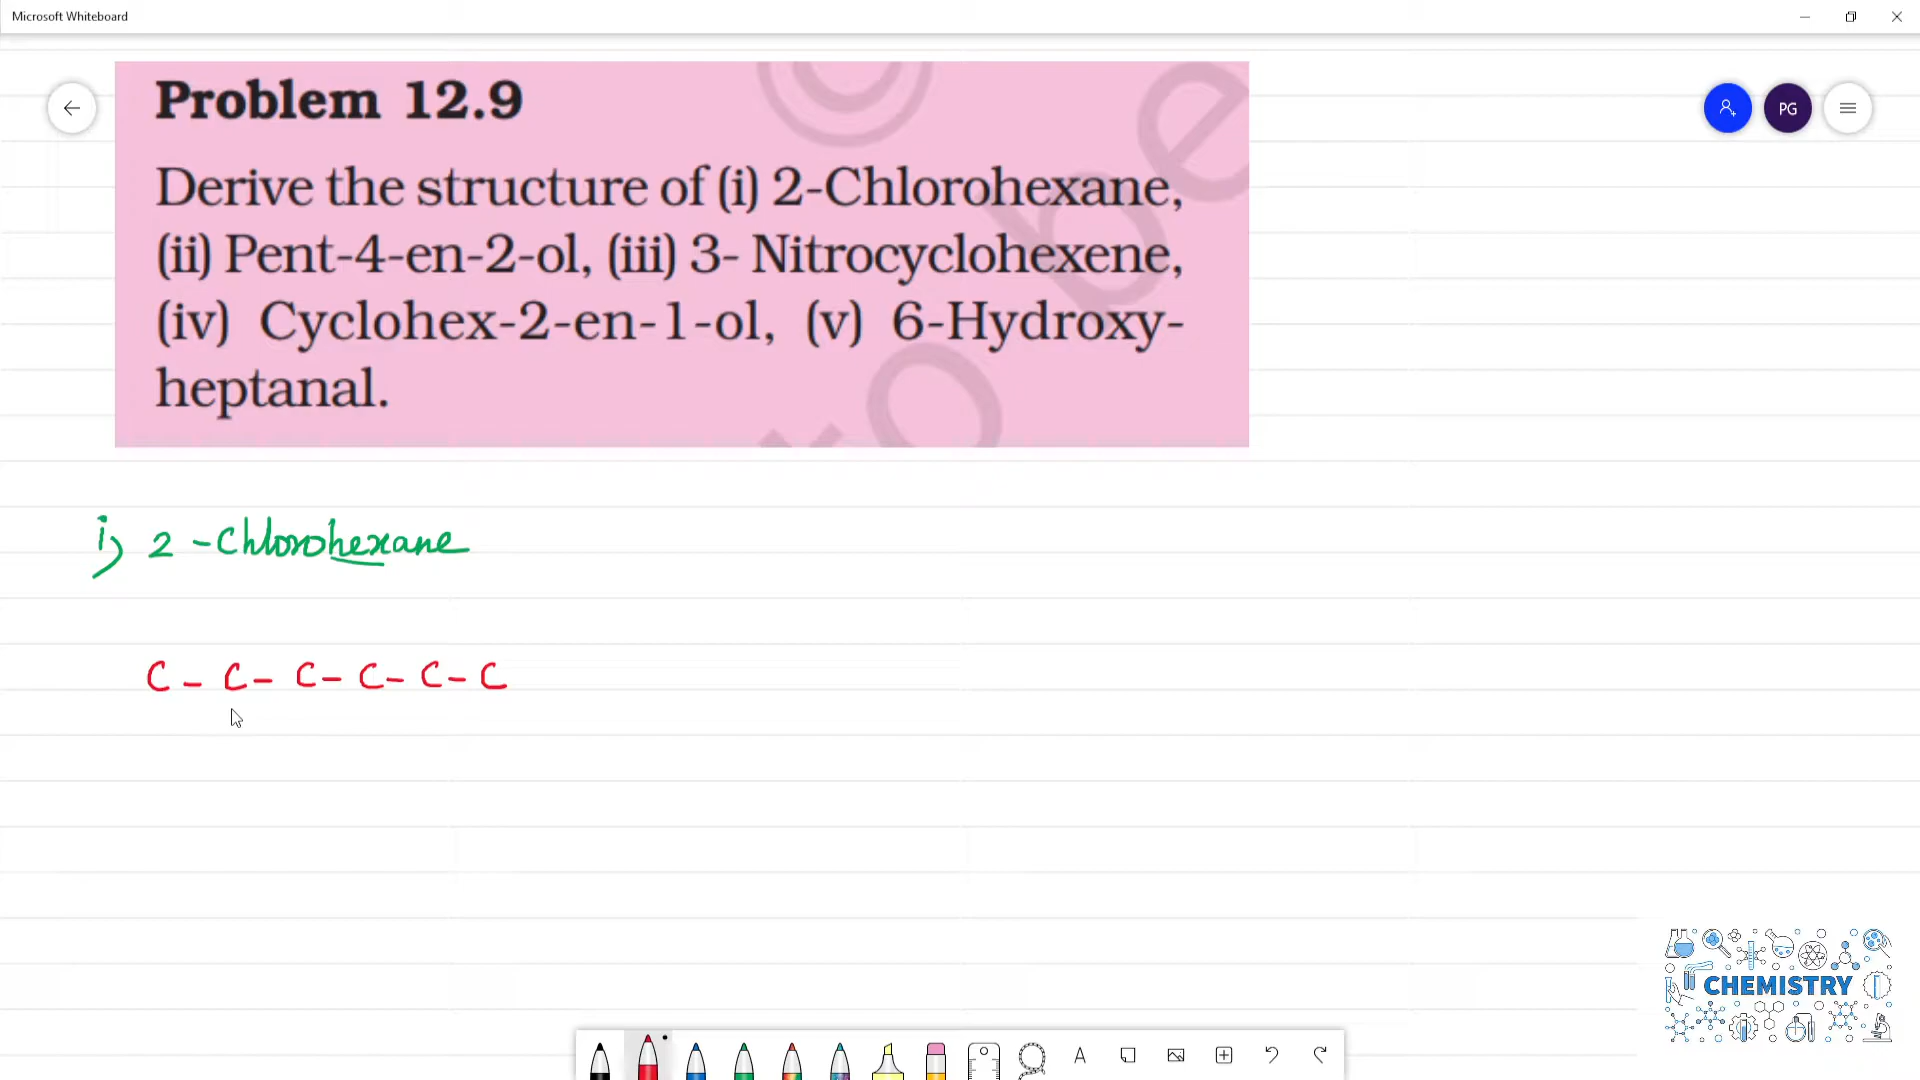 Microsoft Whiteboard
Problem 12.9
PG
Derive the structure of (i) 2-Chlorohexane,
(ii) Pent-4-en-2-ol, (iii) 3- Nitrocyclohexene,
(iv) Cyclohex-2-en-1-ol, (v) 6-Hydroxy-
heptanal.
i) 2 - Chlorohexane
C - C - C - C - C - C
CHEMISTRY
A